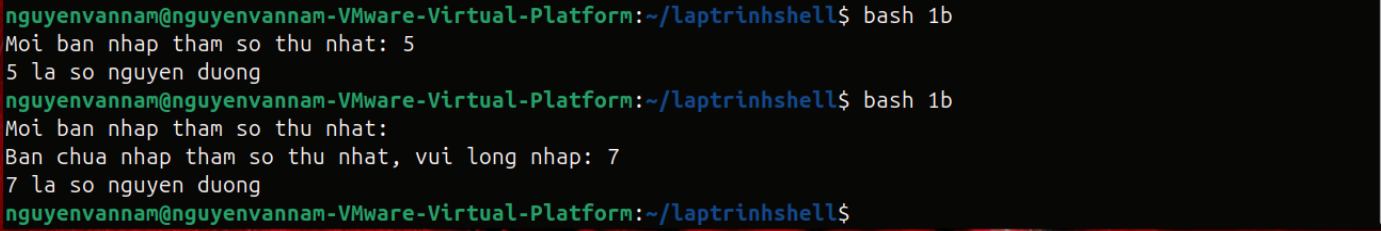 nguyenvannam@nguyenvannam-VMware-Virtual-Platform:~/laptrinhshell$ bash 1b
Moi ban nhap tham so thu nhat: 5
5 la so nguyen duong
nguyenvannam@nguyenvannam-VMware-Virtual-Platform:~/laptrinhshell$ bash 1b
Moi ban nhap tham so thu nhat:
Ban chua nhap tham so thu nhat, vui long nhap: 7
7 la so nguyen duong
nguyenvannam@nguyenvannam-VMware-Virtual-Platform:~/laptrinhshell$